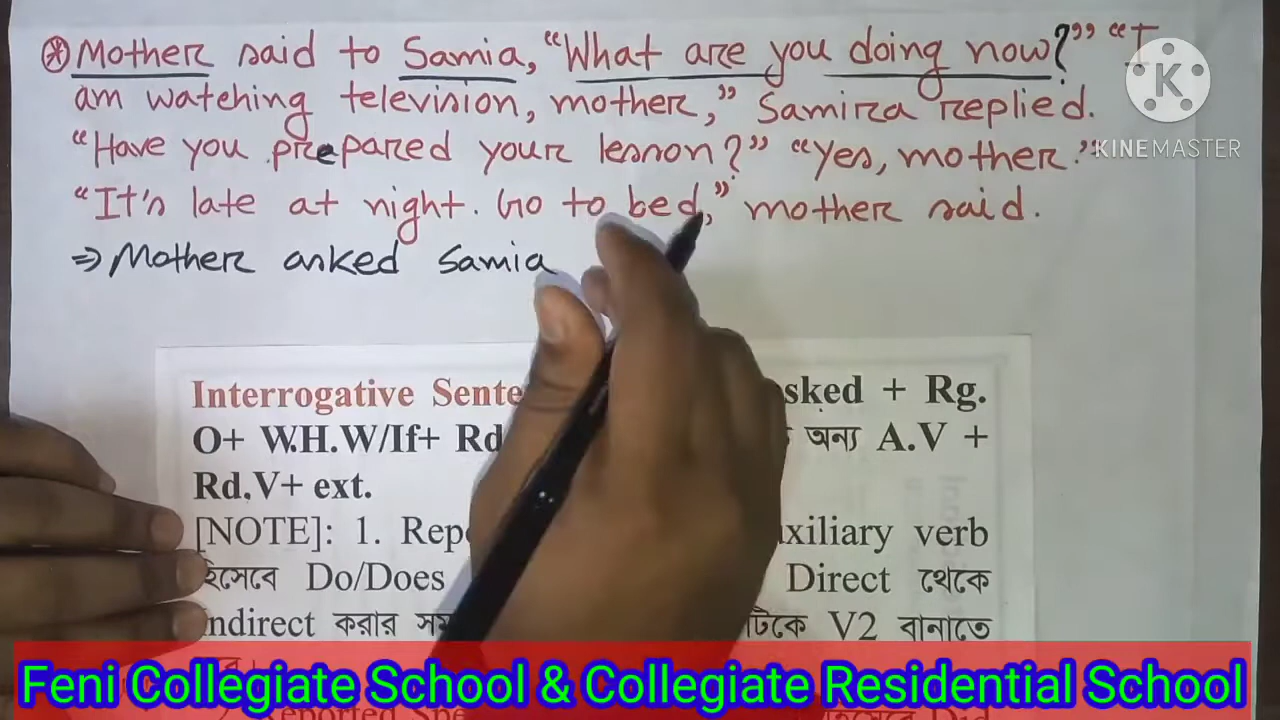 ⊛ Mother said to Samia, “What are you doing now?” “I
am watching television, mother,” Samira replied.
“Have you prepared your lesson?” “Yes, mother.”
“It's late at night. Go to bed,” mother said.
⇒ Mother asked Samia
K
KINEMASTER
Interrogative Sente sked + Rg.
O+ W.H.W/If+ Rd অন্য A.V +
Rd.V+ ext.
[NOTE]: 1. Rep uxiliary verb
হিসেবে Do/Does Direct থেকে
Indirect করার সম টিকে V2 বানাতে
Feni Collegiate School & Collegiate Residential School